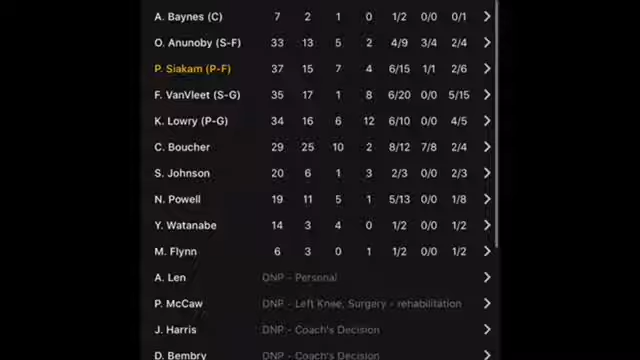 A. Baynes (C) 7 2 1 0 1/2 0/0 0/1
O. Anunoby (S-F) 33 13 5 2 4/9 3/4 2/4
P. Siakam (P-F) 37 15 7 4 6/15 1/1 2/6
F. VanVleet (S-G) 35 17 1 8 6/20 0/0 5/15
K. Lowry (P-G) 34 16 6 12 6/10 0/0 4/5
C. Boucher 29 25 10 2 8/12 7/8 2/4
S. Johnson 20 6 1 3 2/3 0/0 2/3
N. Powell 19 11 5 1 5/13 0/0 1/8
Y. Watanabe 14 3 4 0 1/2 0/0 1/2
M. Flynn 6 3 0 1 1/2 0/0 1/2
A. Len DNP - Personal
P. McCaw DNP - Left Knee, Surgery - rehabilitation
J. Harris DNP - Coach's Decision
D. Bembry DNP - Coach's Decision